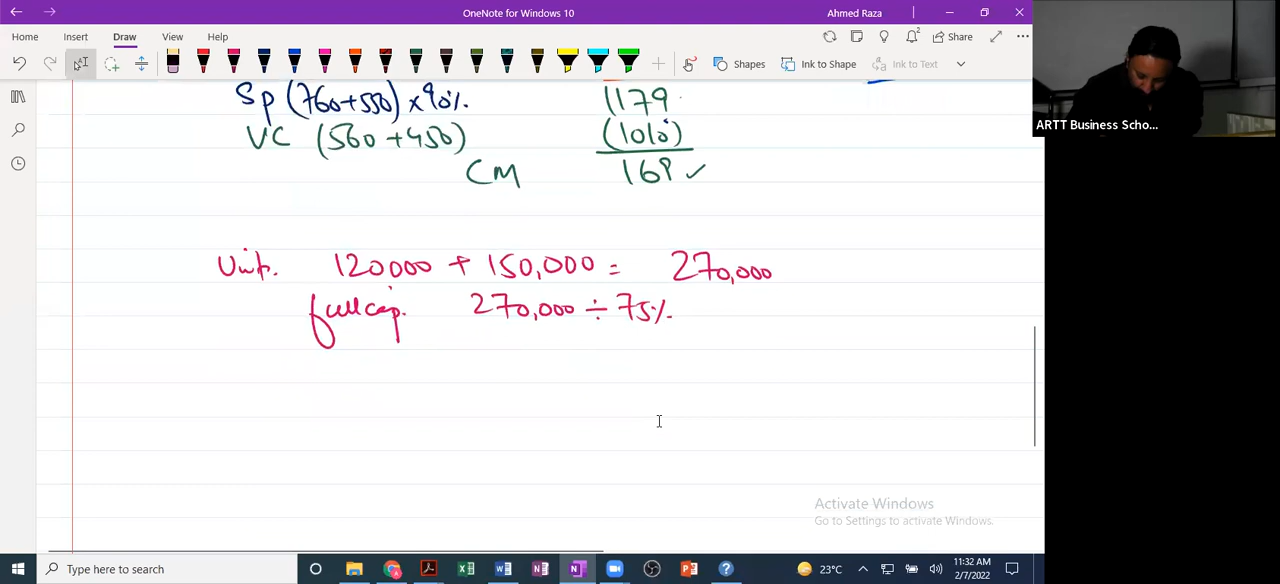 OneNote for Windows 10
Ahmed Raza
Home Insert Draw View Help
Share
Shapes Ink to Shape Ink to Text
Sp (760+550) x 90%. 1179
VC (560+450) (1010)
CM 169 ✓
Unit. 120000 + 150,000 = 270,000
full cap. 270,000 ÷ 75%
Activate Windows
Go to Settings to activate Windows.
Type here to search
23°C
11:32 AM
2/7/2022
ARTT Business Scho...